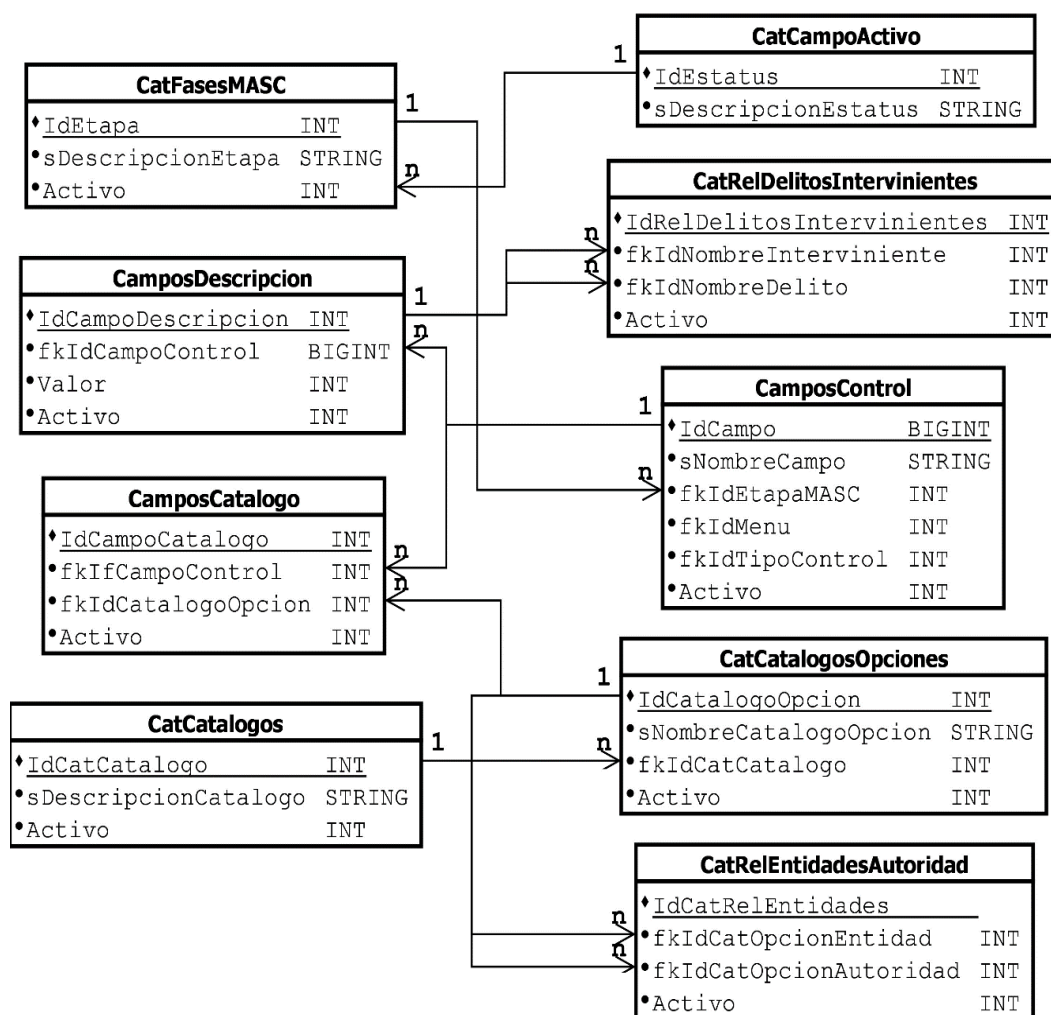 CatCampoActivo
IdEstatus INT
sDescripcionEstatus STRING
CatFasesMASC
IdEtapa INT
sDescripcionEtapa STRING
Activo INT
1
1
n
CatRelDelitosIntervinientes
IdRelDelitosIntervinientes INT
fkIdNombreInterviniente INT
fkIdNombreDelito INT
Activo INT
n
n
CamposDescripcion
IdCampoDescripcion INT
fkIdCampoControl BIGINT
Valor INT
Activo INT
1
n
CamposControl
IdCampo BIGINT
sNombreCampo STRING
fkIdEtapaMASC INT
fkIdMenu INT
fkIdTipoControl INT
Activo INT
1
n
CamposCatalogo
IdCampoCatalogo INT
fkIfCampoControl INT
fkIdCatalogoOpcion INT
Activo INT
n
n
CatCatalogosOpciones
IdCatalogoOpcion INT
sNombreCatalogoOpcion STRING
fkIdCatCatalogo INT
Activo INT
1
n
CatCatalogos
IdCatCatalogo INT
sDescripcionCatalogo STRING
Activo INT
1
CatRelEntidadesAutoridad
IdCatRelEntidades
fkIdCatOpcionEntidad INT
fkIdCatOpcionAutoridad INT
Activo INT
n
n